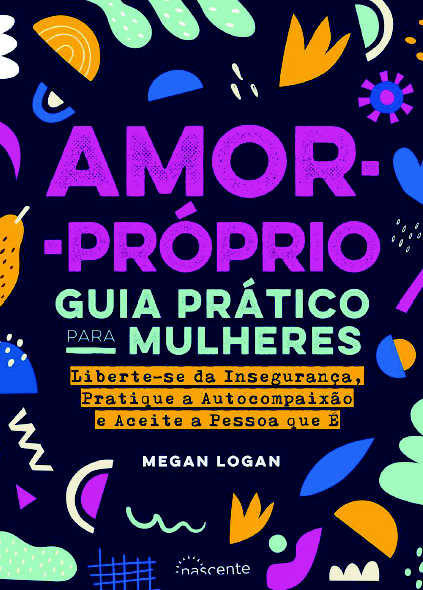 AMOR-
-PRÓPRIO
GUIA PRÁTICO
PARA MULHERES
Liberte-se da Insegurança,
Pratique a Autocompaixão
e Aceite a Pessoa que É
MEGAN LOGAN
nascente